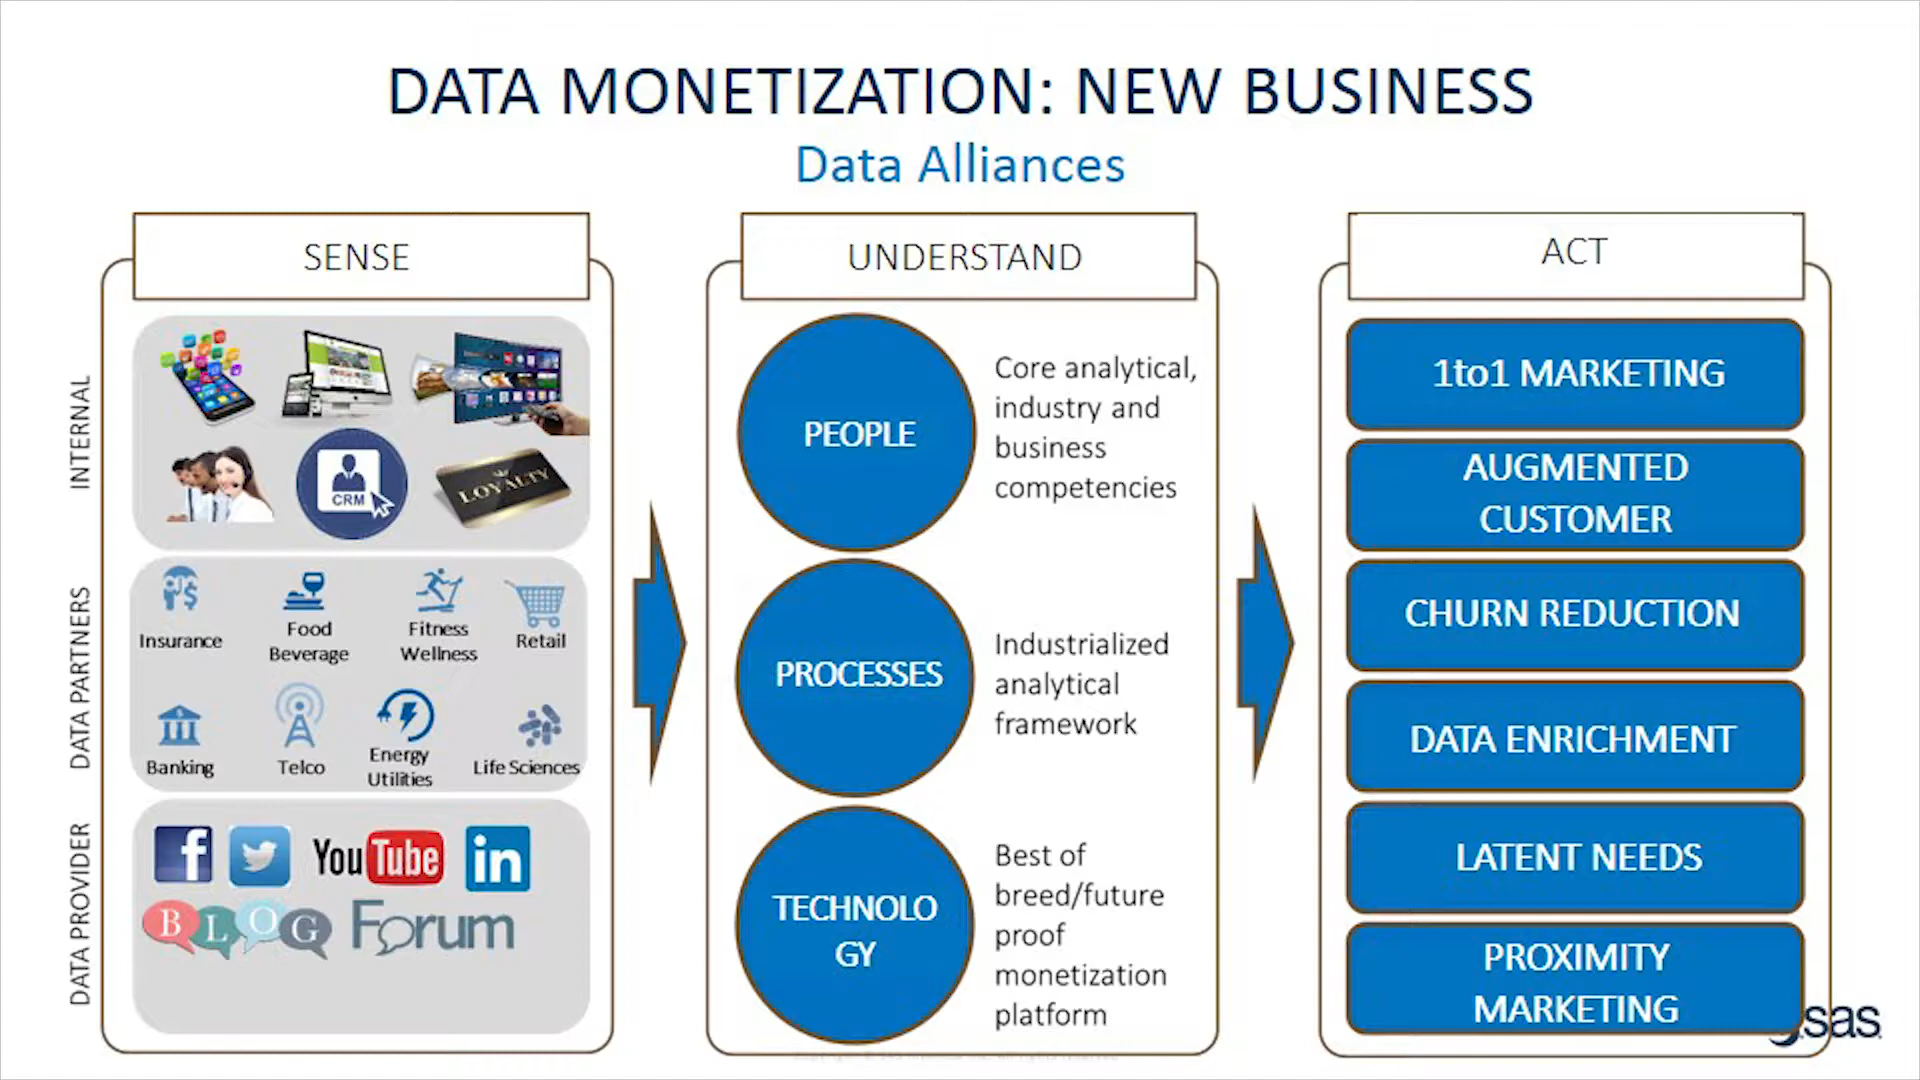 DATA MONETIZATION: NEW BUSINESS
Data Alliances
SENSE
INTERNAL
CRM
LOYALTY
DATA PARTNERS
Insurance
Food
Beverage
Fitness
Wellness
Retail
Banking
Telco
Energy
Utilities
Life Sciences
DATA PROVIDER
f
YouTube
in
BLOG
Forum
UNDERSTAND
PEOPLE
Core analytical,
industry and
business
competencies
PROCESSES
Industrialized
analytical
framework
TECHNOLO
GY
Best of
breed/future
proof
monetization
platform
ACT
1to1 MARKETING
AUGMENTED
CUSTOMER
CHURN REDUCTION
DATA ENRICHMENT
LATENT NEEDS
PROXIMITY
MARKETING
sas